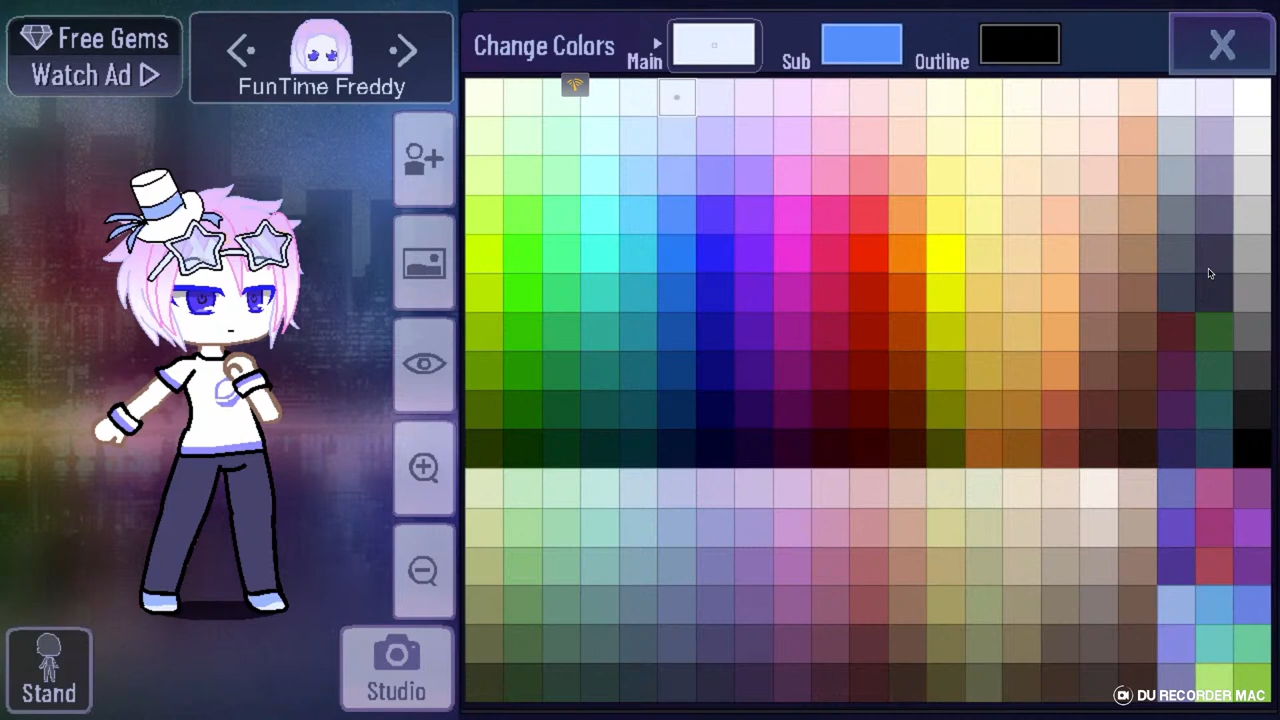 Free Gems
Watch Ad
FunTime Freddy
Change Colors
Main
Sub
Outline
X
Stand
Studio
DU RECORDER MAC